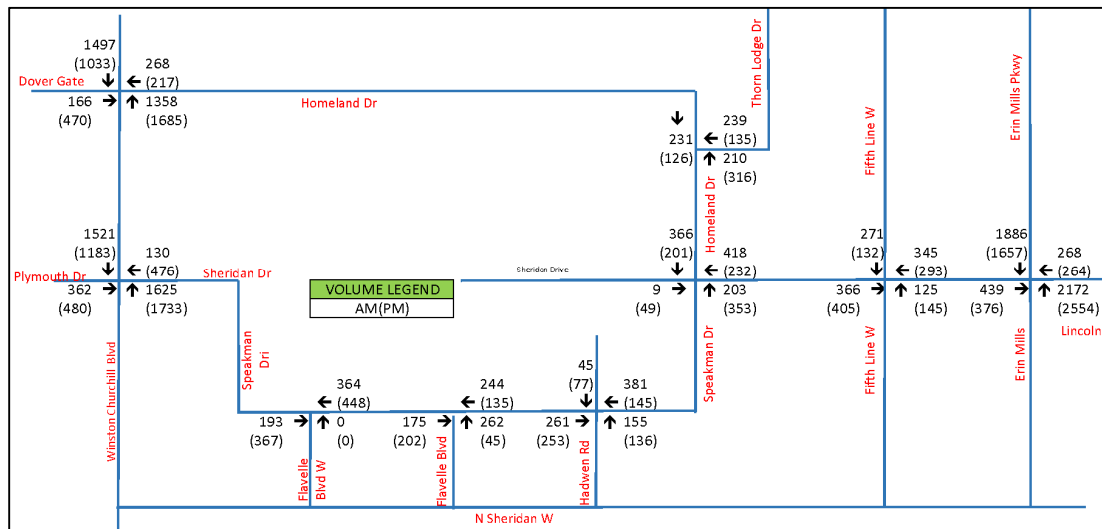 1497
(1033)
268
(217)
Dover Gate
166
(470)
1358
(1685)
Homeland Dr
Thorn Lodge Dr
Fifth Line W
Erin Mills Pkwy
231
(126)
239
(135)
210
(316)
Homeland Dr
1521
(1183)
130
(476)
Plymouth Dr
362
(480)
1625
(1733)
Sheridan Dr
VOLUME LEGEND
AM(PM)
Sheridan Drive
366
(201)
418
(232)
9
(49)
203
(353)
271
(132)
345
(293)
366
(405)
125
(145)
1886
(1657)
268
(264)
439
(376)
2172
(2554)
Lincoln
Winston Churchill Blvd
Speakman
Dri
Speakman Dr
Fifth Line W
Erin Mills
364
(448)
193
(367)
0
(0)
244
(135)
175
(202)
262
(45)
45
(77)
381
(145)
261
(253)
155
(136)
Flavelle
Blvd W
Flavelle Blvd
Hadwen Rd
N Sheridan W